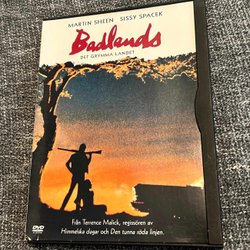 MARTIN SHEEN SISSY SPACEK
Badlands
DET GRYMMA LANDET
Från Terrence Malick, regissören av
Himmelska dagar och Den tunna röda linjen.
DVD